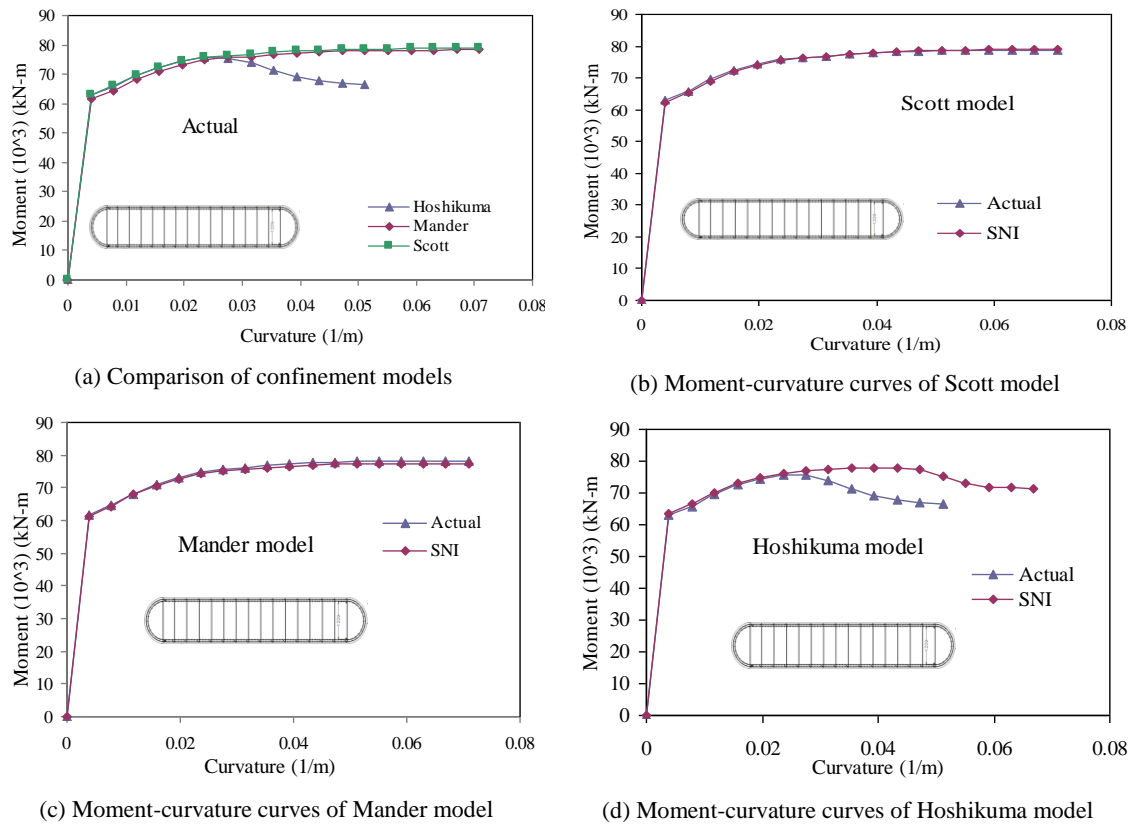 90
80
70
60
50
40
30
20
10
0
Moment (10^3) (kN-m)
Actual
Hoshikuma
Mander
Scott
0 0.01 0.02 0.03 0.04 0.05 0.06 0.07 0.08
Curvature (1/m)
(a) Comparison of confinement models
90
80
70
60
50
40
30
20
10
0
Moment (10^3) (kN-m)
Scott model
Actual
SNI
0 0.02 0.04 0.06 0.08
Curvature (1/m)
(b) Moment-curvature curves of Scott model
90
80
70
60
50
40
30
20
10
0
Moment (10^3) (kN-m)
Actual
SNI
Mander model
0 0.02 0.04 0.06 0.08
Curvature (1/m)
(c) Moment-curvature curves of Mander model
90
80
70
60
50
40
30
20
10
0
Moment (10^3) (kN-m)
Hoshikuma model
Actual
SNI
0 0.02 0.04 0.06 0.08
Curvature (1/m)
(d) Moment-curvature curves of Hoshikuma model